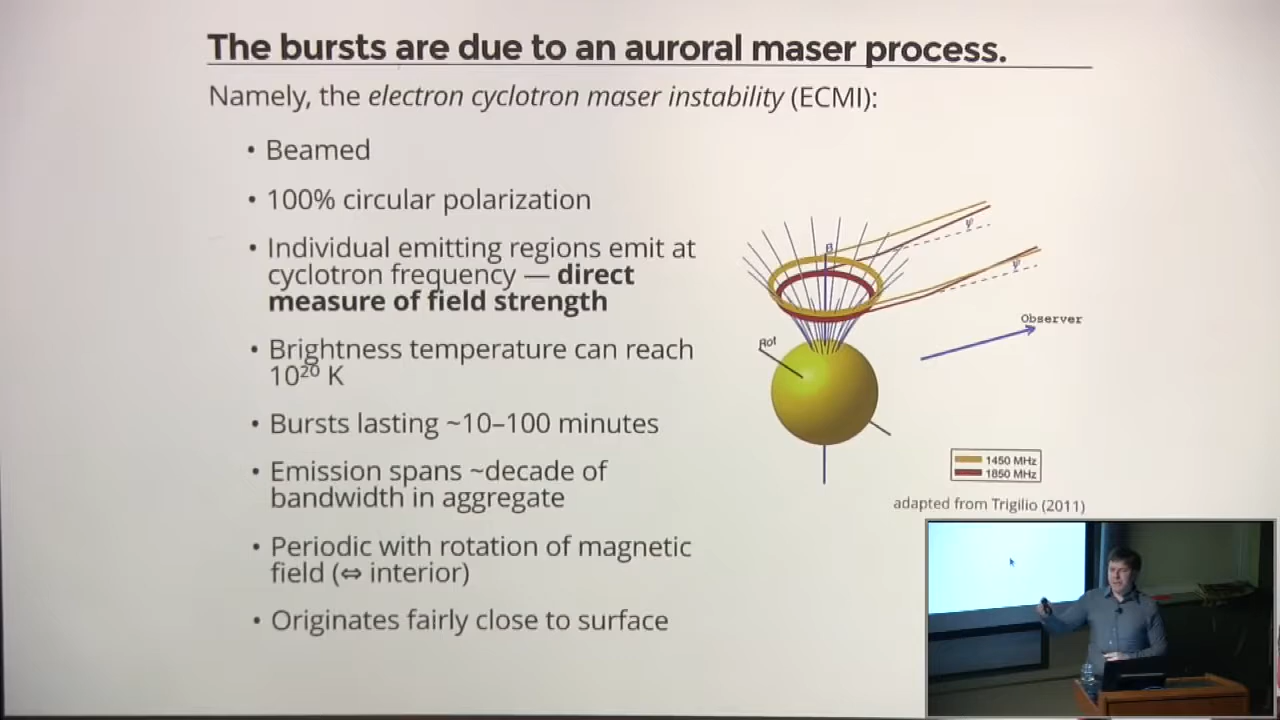 The bursts are due to an auroral maser process.
Namely, the electron cyclotron maser instability (ECMI):
• Beamed
• 100% circular polarization
• Individual emitting regions emit at
cyclotron frequency — direct
measure of field strength
• Brightness temperature can reach
10²⁰ K
• Bursts lasting ~10–100 minutes
• Emission spans ~decade of
bandwidth in aggregate
• Periodic with rotation of magnetic
field (⇔ interior)
• Originates fairly close to surface
B
ψ
ψ
Observer
Rot
1450 MHz
1850 MHz
adapted from Trigilio (2011)